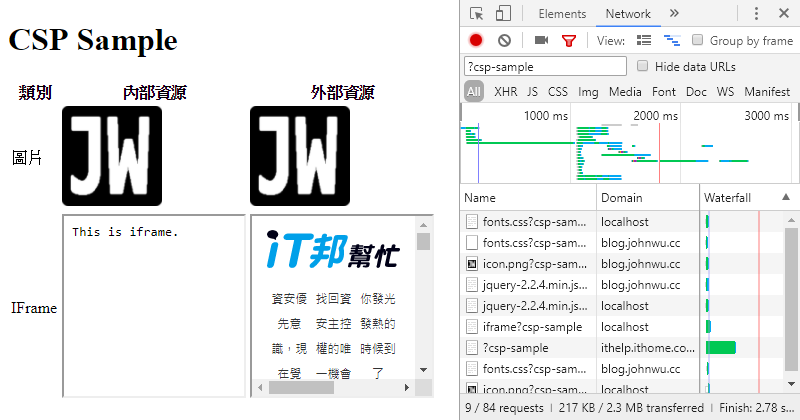 CSP Sample
類別 內部資源 外部資源
圖片 JW JW
IFrame This is iframe.
iT邦幫忙
資安優 找回資 你發光
先意 安主控 發熱的
識，現 權的唯 時候到
在覺 一機會 了
Elements Network »
View: Group by frame
?csp-sample Hide data URLs
All XHR JS CSS Img Media Font Doc WS Manifest
1000 ms 2000 ms 3000 ms
Name Domain Waterfall
fonts.css?csp-sam... localhost
fonts.css?csp-sam... blog.johnwu.cc
icon.png?csp-sam... blog.johnwu.cc
jquery-2.2.4.min.js... blog.johnwu.cc
jquery-2.2.4.min.js... localhost
iframe?csp-sample localhost
?csp-sample ithelp.ithome.co...
fonts.css?csp-sam... blog.johnwu.cc
icon.png?csp-sam... localhost
9 / 84 requests | 217 KB / 2.3 MB transferred | Finish: 2.78 s...